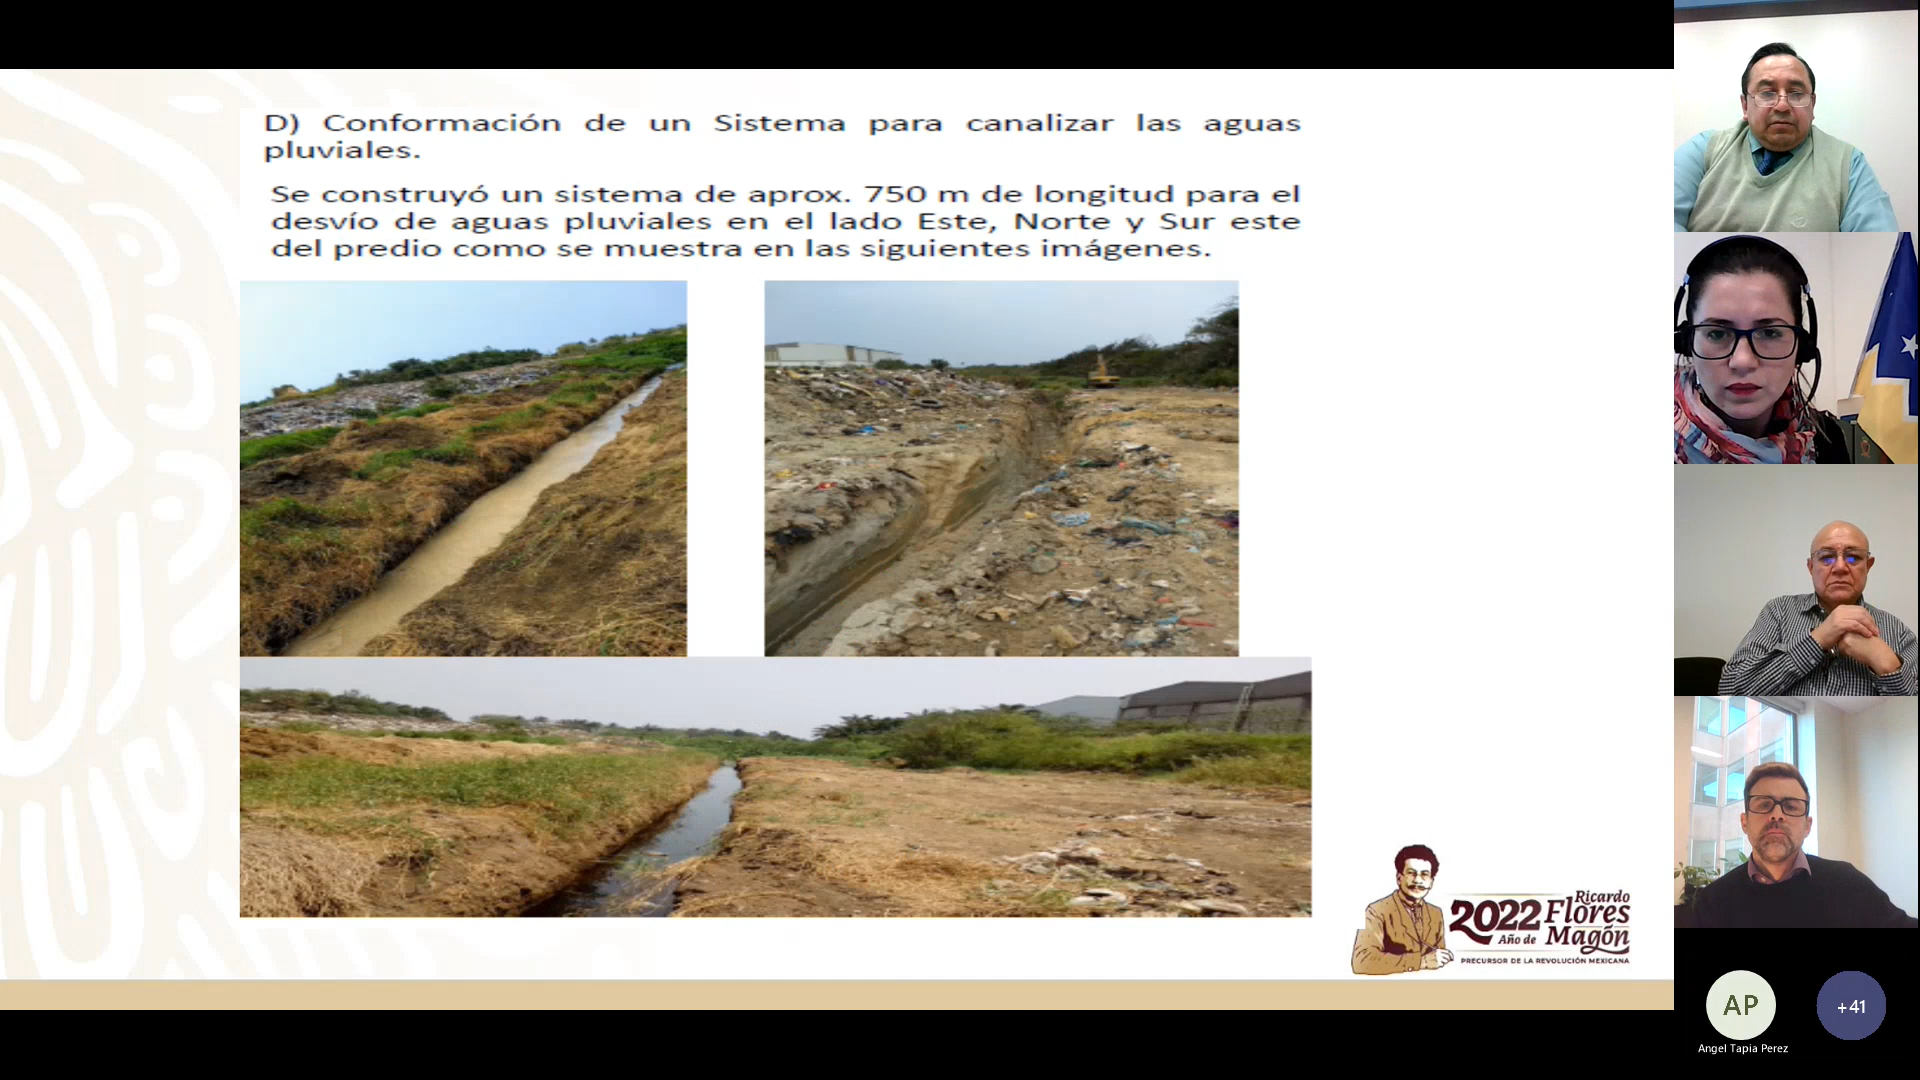 D) Conformación de un Sistema para canalizar las aguas
pluviales.
Se construyó un sistema de aprox. 750 m de longitud para el
desvío de aguas pluviales en el lado Este, Norte y Sur este
del predio como se muestra en las siguientes imágenes.
2022 Ricardo
Flores
Año de Magón
PRECURSOR DE LA REVOLUCIÓN MEXICANA
AP
+41
Angel Tapia Perez